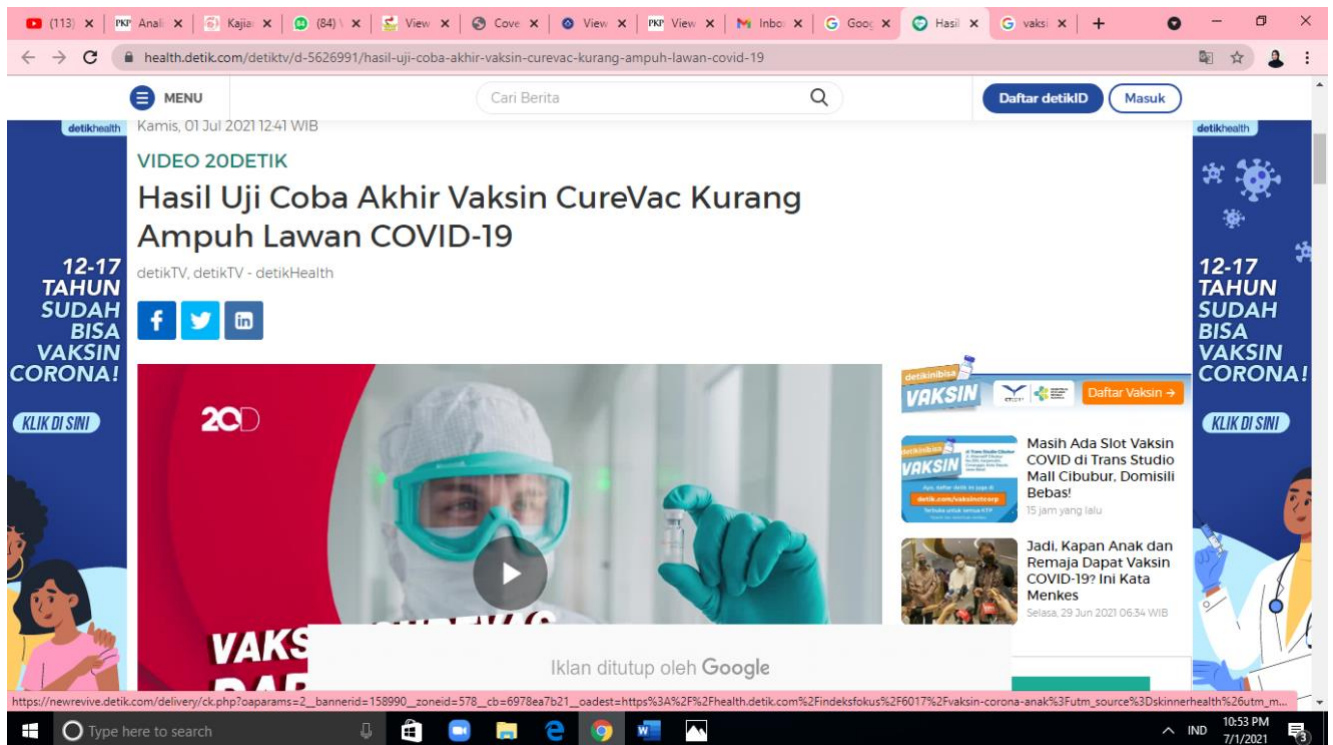 (113)
PKP Anali
Kajia
(84) \
View
Cove
View
PKP View
Inbo
Goog
Hasil
vaksi
health.detik.com/detiktv/d-5626991/hasil-uji-coba-akhir-vaksin-curevac-kurang-ampuh-lawan-covid-19
MENU
Cari Berita
Daftar detikID
Masuk
detikhealth
Kamis, 01 Jul 2021 12:41 WIB
detikhealth
VIDEO 20DETIK
Hasil Uji Coba Akhir Vaksin CureVac Kurang
Ampuh Lawan COVID-19
detikTV, detikTV - detikHealth
12-17
TAHUN
SUDAH
BISA
VAKSIN
CORONA!
KLIK DI SINI
20D
VAKS
Iklan ditutup oleh Google
detikinibisa
VAKSIN
Daftar Vaksin →
detikinibisa
VAKSIN
detik.com/vaksinctcorp
Masih Ada Slot Vaksin
COVID di Trans Studio
Mall Cibubur, Domisili
Bebas!
15 jam yang lalu
Jadi, Kapan Anak dan
Remaja Dapat Vaksin
COVID-19? Ini Kata
Menkes
Selasa, 29 Jun 2021 06:34 WIB
12-17
TAHUN
SUDAH
BISA
VAKSIN
CORONA!
KLIK DI SINI
https://newrevive.detik.com/delivery/ck.php?oaparams=2__bannerid=158990__zoneid=578__cb=6978ea7b21__oadest=https%3A%2F%2Fhealth.detik.com%2Findeksfokus%2F6017%2Fvaksin-corona-anak%3Futm_source%3Dskinnerhealth%26utm_m...
Type here to search
IND
10:53 PM
7/1/2021
3